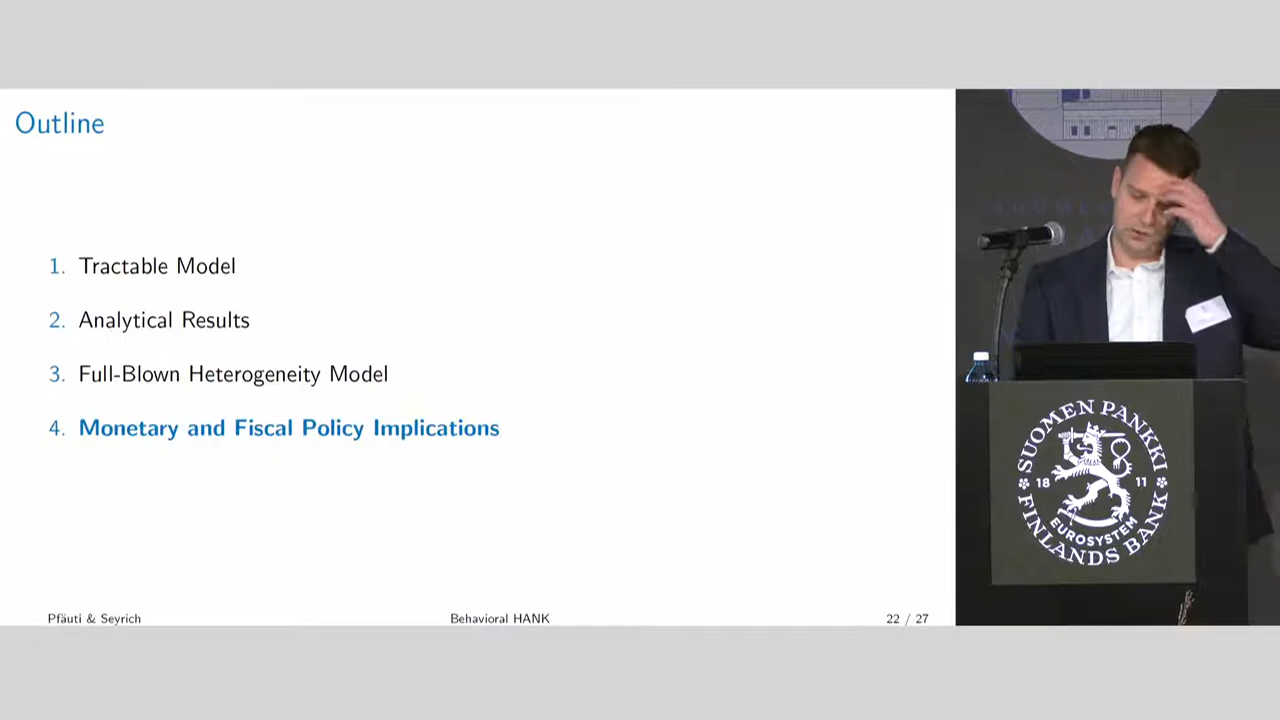 Outline
1. Tractable Model
2. Analytical Results
3. Full-Blown Heterogeneity Model
4. Monetary and Fiscal Policy Implications
Pfäuti & Seyrich
Behavioral HANK
22 / 27
SUOMEN PANKKI
18 11
EUROSYSTEM
FINLANDS BANK